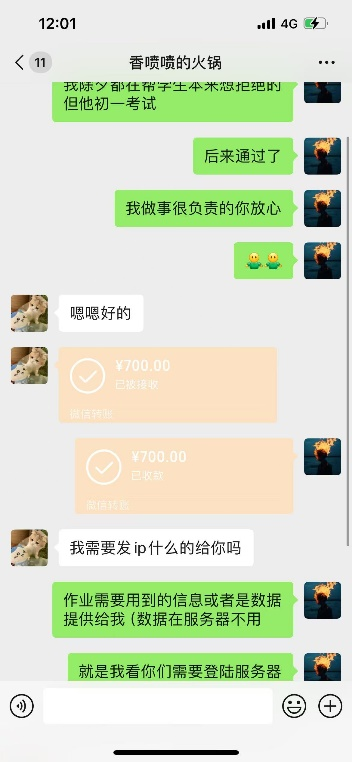 12:01
4G
11
香喷喷的火锅
我除夕都在帮学生本来想拒绝的
但他初一考试
后来通过了
我做事很负责的你放心
嗯嗯好的
¥700.00
已被接收
微信转账
¥700.00
已收款
微信转账
我需要发ip什么的给你吗
作业需要用到的信息或者是数据
提供给我（数据在服务器不用
就是我看你们需要登陆服务器